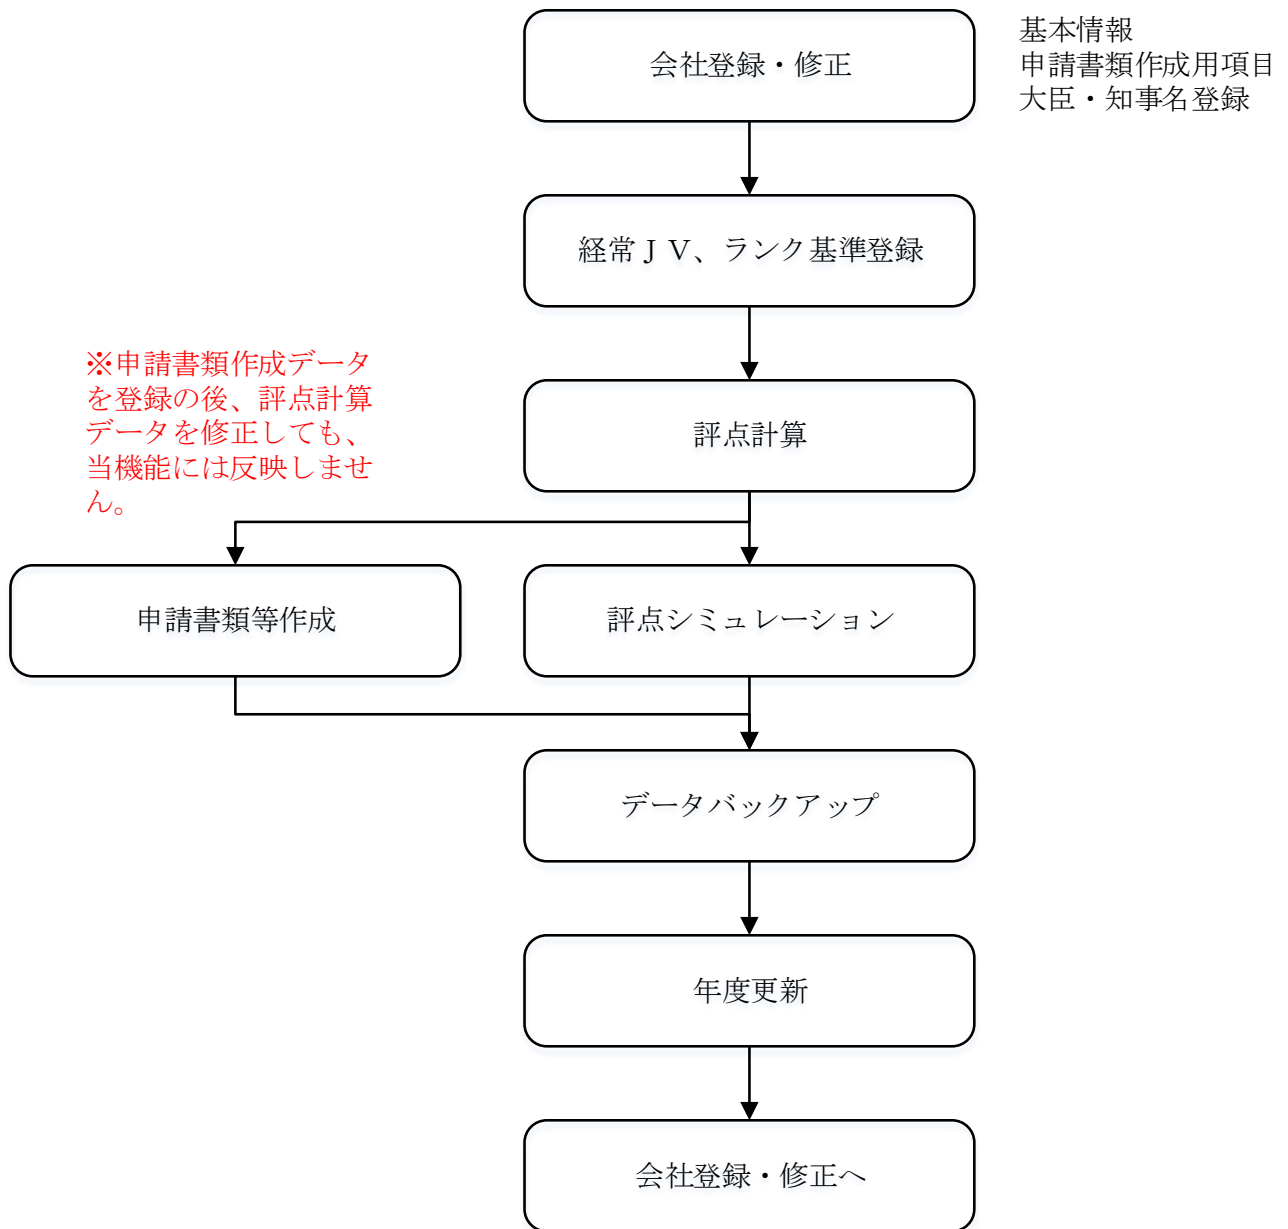 会社登録・修正
基本情報
申請書類作成用項目
大臣・知事名登録
経常ＪＶ、ランク基準登録
※申請書類作成データ
を登録の後、評点計算
データを修正しても、
当機能には反映しませ
ん。
評点計算
申請書類等作成
評点シミュレーション
データバックアップ
年度更新
会社登録・修正へ